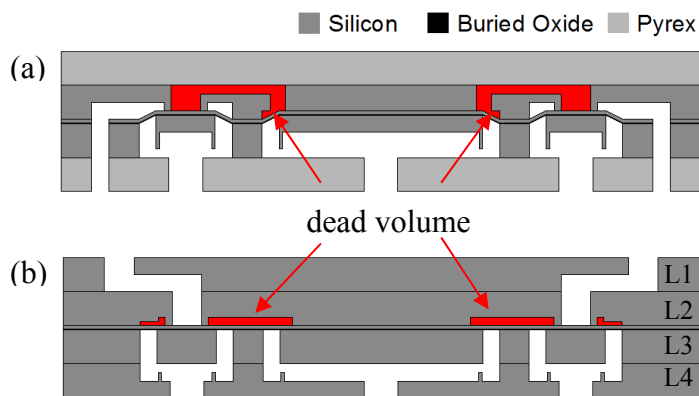 Silicon Buried Oxide Pyrex
(a)
dead volume
(b)
L1
L2
L3
L4